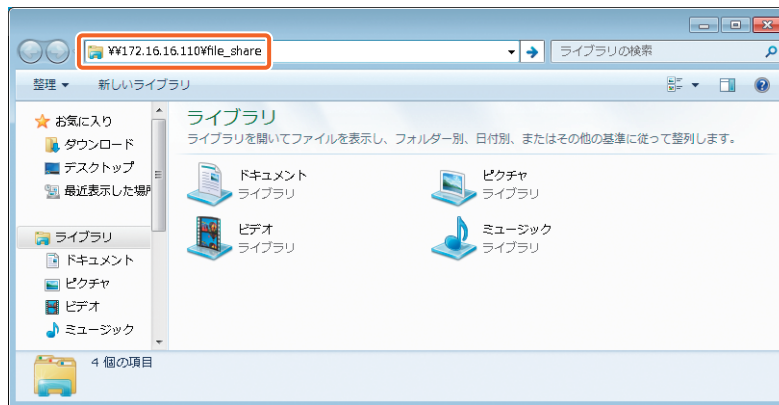 ¥¥172.16.16.110¥file_share
ライブラリの検索
整理 新しいライブラリ
お気に入り
ダウンロード
デスクトップ
最近表示した場所
ライブラリ
ドキュメント
ピクチャ
ビデオ
ミュージック
ライブラリ
ライブラリを開いてファイルを表示し、フォルダー別、日付別、またはその他の基準に従って整列します。
ドキュメント
ライブラリ
ピクチャ
ライブラリ
ビデオ
ライブラリ
ミュージック
ライブラリ
4 個の項目